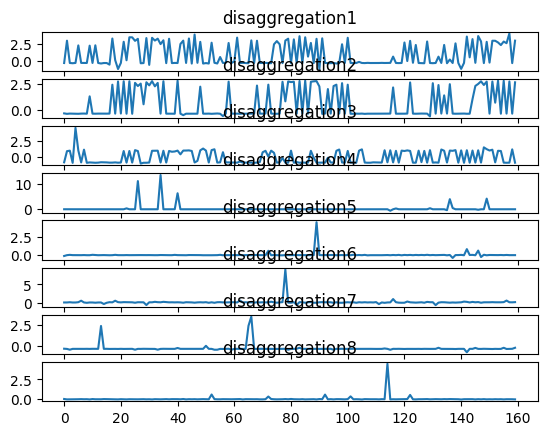 disaggregation1
2.5
0.0
disaggregation2
2.5
0.0
disaggregation3
2.5
0.0
disaggregation4
10
0
disaggregation5
2.5
0.0
disaggregation6
5
0
disaggregation7
2.5
0.0
disaggregation8
2.5
0.0
0 20 40 60 80 100 120 140 160